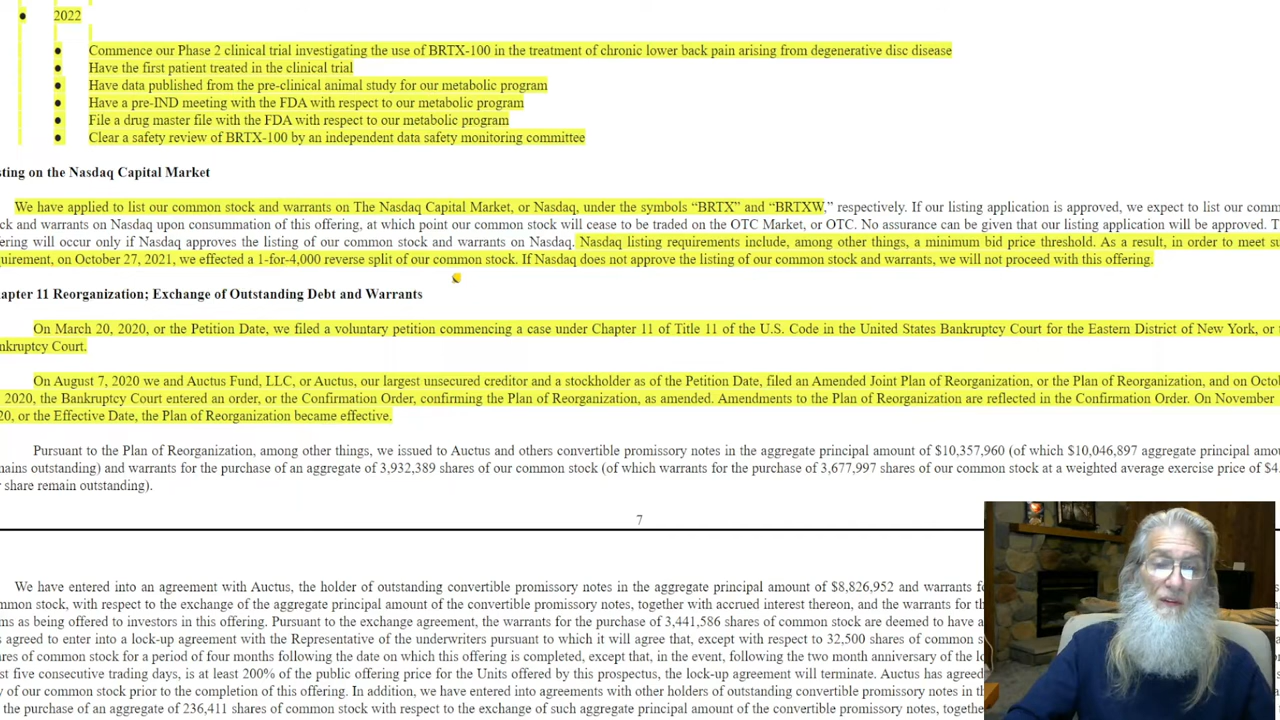 ● 2022
● Commence our Phase 2 clinical trial investigating the use of BRTX-100 in the treatment of chronic lower back pain arising from degenerative disc disease
● Have the first patient treated in the clinical trial
● Have data published from the pre-clinical animal study for our metabolic program
● Have a pre-IND meeting with the FDA with respect to our metabolic program
● File a drug master file with the FDA with respect to our metabolic program
● Clear a safety review of BRTX-100 by an independent data safety monitoring committee
sting on the Nasdaq Capital Market
We have applied to list our common stock and warrants on The Nasdaq Capital Market, or Nasdaq, under the symbols “BRTX” and “BRTXW,” respectively. If our listing application is approved, we expect to list our comm
ck and warrants on Nasdaq upon consummation of this offering, at which point our common stock will cease to be traded on the OTC Market, or OTC. No assurance can be given that our listing application will be approved. T
ering will occur only if Nasdaq approves the listing of our common stock and warrants on Nasdaq. Nasdaq listing requirements include, among other things, a minimum bid price threshold. As a result, in order to meet su
quirement, on October 27, 2021, we effected a 1-for-4,000 reverse split of our common stock. If Nasdaq does not approve the listing of our common stock and warrants, we will not proceed with this offering.
hapter 11 Reorganization; Exchange of Outstanding Debt and Warrants
On March 20, 2020, or the Petition Date, we filed a voluntary petition commencing a case under Chapter 11 of Title 11 of the U.S. Code in the United States Bankruptcy Court for the Eastern District of New York, or t
nkruptcy Court.
On August 7, 2020 we and Auctus Fund, LLC, or Auctus, our largest unsecured creditor and a stockholder as of the Petition Date, filed an Amended Joint Plan of Reorganization, or the Plan of Reorganization, and on Octo
2020, the Bankruptcy Court entered an order, or the Confirmation Order, confirming the Plan of Reorganization, as amended. Amendments to the Plan of Reorganization are reflected in the Confirmation Order. On November
20, or the Effective Date, the Plan of Reorganization became effective.
Pursuant to the Plan of Reorganization, among other things, we issued to Auctus and others convertible promissory notes in the aggregate principal amount of $10,357,960 (of which $10,046,897 aggregate principal amo
mains outstanding) and warrants for the purchase of an aggregate of 3,932,389 shares of our common stock (of which warrants for the purchase of 3,677,997 shares of our common stock at a weighted average exercise price of $4
r share remain outstanding).
7
We have entered into an agreement with Auctus, the holder of outstanding convertible promissory notes in the aggregate principal amount of $8,826,952 and warrants f
mmon stock, with respect to the exchange of the aggregate principal amount of the convertible promissory notes, together with accrued interest thereon, and the warrants for th
ms as being offered to investors in this offering. Pursuant to the exchange agreement, the warrants for the purchase of 3,441,586 shares of common stock are deemed to have a
s agreed to enter into a lock-up agreement with the Representative of the underwriters pursuant to which it will agree that, except with respect to 32,500 shares of common s
res of common stock for a period of four months following the date on which this offering is completed, except that, in the event, following the two month anniversary of the lo
st five consecutive trading days, is at least 200% of the public offering price for the Units offered by this prospectus, the lock-up agreement will terminate. Auctus has agreed
y of our common stock prior to the completion of this offering. In addition, we have entered into agreements with other holders of outstanding convertible promissory notes in th
the purchase of an aggregate of 236,411 shares of common stock with respect to the exchange of such aggregate principal amount of the convertible promissory notes, togethe